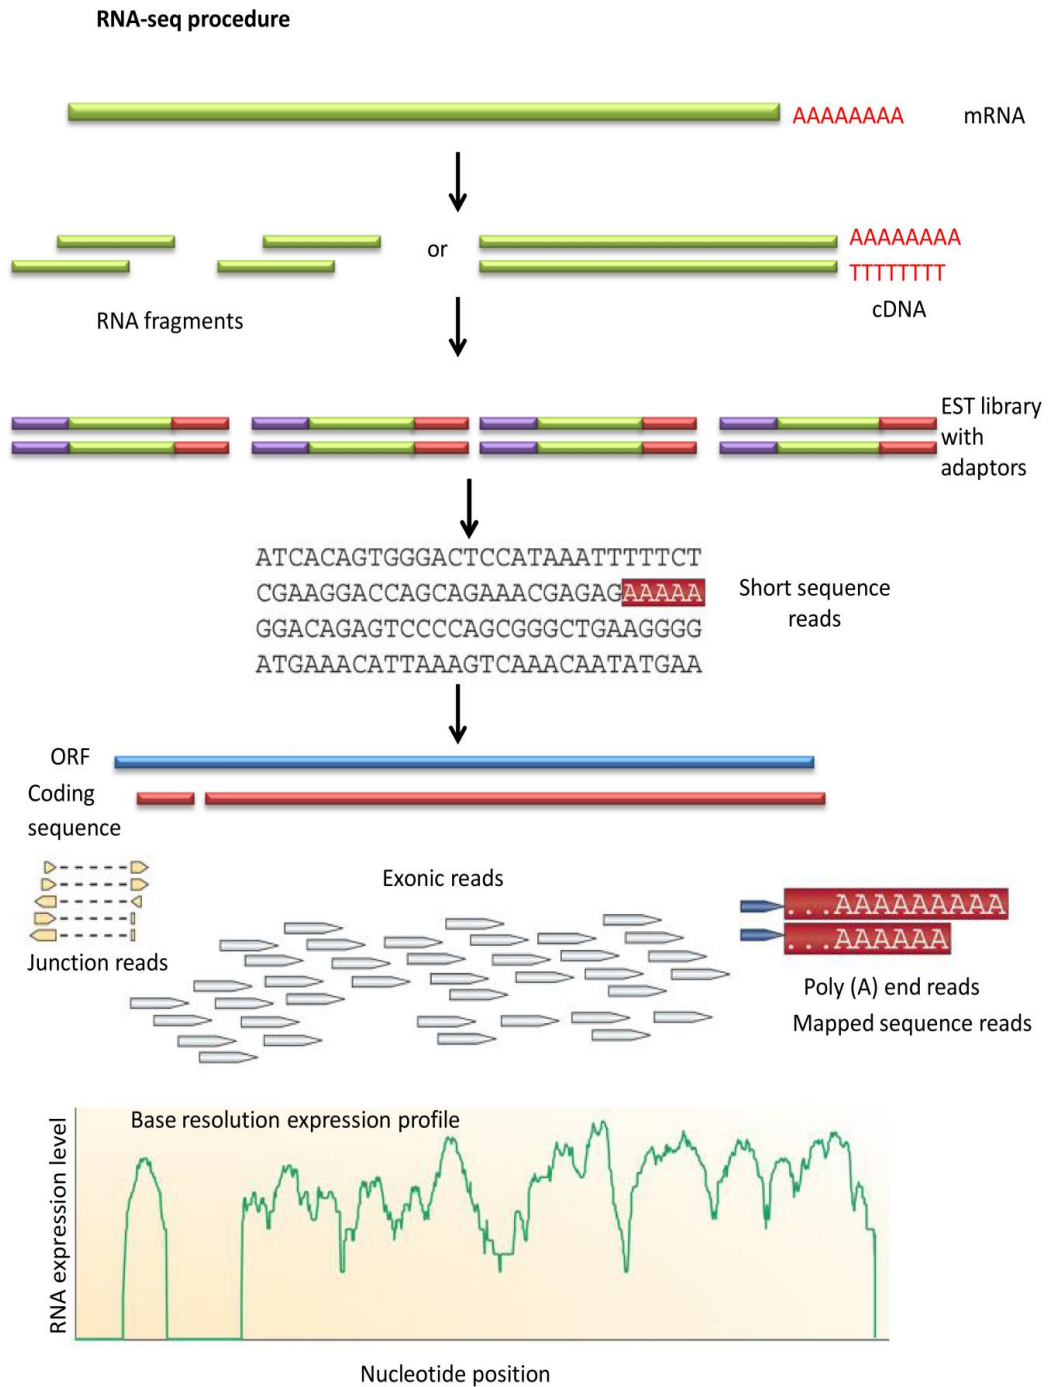 RNA-seq procedure
AAAAAAAA
mRNA
or
AAAAAAAA
TTTTTTTT
cDNA
RNA fragments
EST library
with
adaptors
ATCACAGTGGGACTCCATAAATTTTTCT
CGAAGGACCAGCAGAAACGAGAGAAAAA
GGACAGAGTCCCCAGCGGGCTGAAGGGG
ATGAAACATTAAAGTCAAACAATATGAA
Short sequence
reads
ORF
Coding
sequence
Exonic reads
...AAAAAAAAA
...AAAAAA
Junction reads
Poly (A) end reads
Mapped sequence reads
Base resolution expression profile
RNA expression level
Nucleotide position